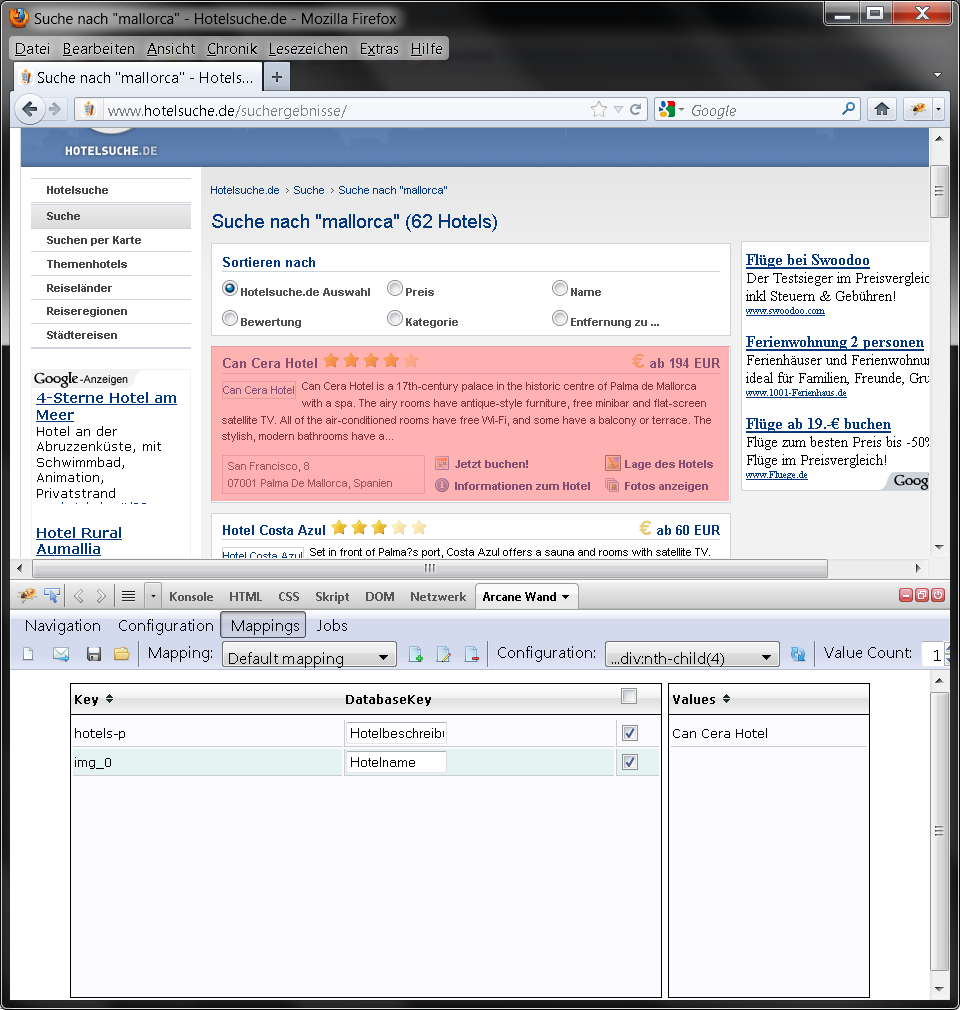 Suche nach "mallorca" - Hotelsuche.de - Mozilla Firefox
Datei Bearbeiten Ansicht Chronik Lesezeichen Extras Hilfe
Suche nach "mallorca" - Hotels... +
www.hotelsuche.de/suchergebnisse/ Google
HOTELSUCHE.DE
Hotelsuche
Suche
Suchen per Karte
Themenhotels
Reiseländer
Reiseregionen
Städtereisen
Google-Anzeigen
4-Sterne Hotel am
Meer
Hotel an der
Abruzzenküste, mit
Schwimmbad,
Animation,
Privatstrand
Hotel Rural
Aumallia
Hotelsuche.de › Suche › Suche nach "mallorca"
Suche nach "mallorca" (62 Hotels)
Sortieren nach
Hotelsuche.de Auswahl Preis Name
Bewertung Kategorie Entfernung zu ...
Can Cera Hotel € ab 194 EUR
Can Cera Hotel
Can Cera Hotel is a 17th-century palace in the historic centre of Palma de Mallorca
with a spa. The airy rooms have antique-style furniture, free minibar and flat-screen
satellite TV. All of the air-conditioned rooms have free Wi-Fi, and some have a balcony or terrace. The
stylish, modern bathrooms have a...
San Francisco, 8
07001 Palma De Mallorca, Spanien
Jetzt buchen! Lage des Hotels
Informationen zum Hotel Fotos anzeigen
Hotel Costa Azul € ab 60 EUR
Hotel Costa Azul
Set in front of Palma?s port, Costa Azul offers a sauna and rooms with satellite TV.
Flüge bei Swoodoo
Der Testsieger im Preisvergleic
inkl Steuern & Gebühren!
www.swoodoo.com
Ferienwohnung 2 personen
Ferienhäuser und Ferienwohnu
ideal für Familien, Freunde, Gru
www.1001-Ferienhaus.de
Flüge ab 19.-€ buchen
Flüge zum besten Preis bis -50%
Flüge im Preisvergleich!
www.Fluege.de
Goog
Konsole HTML CSS Skript DOM Netzwerk Arcane Wand
Navigation Configuration Mappings Jobs
Mapping: Default mapping Configuration: ...div:nth-child(4) Value Count: 1
Key DatabaseKey Values
hotels-p Hotelbeschreibu Can Cera Hotel
img_0 Hotelname